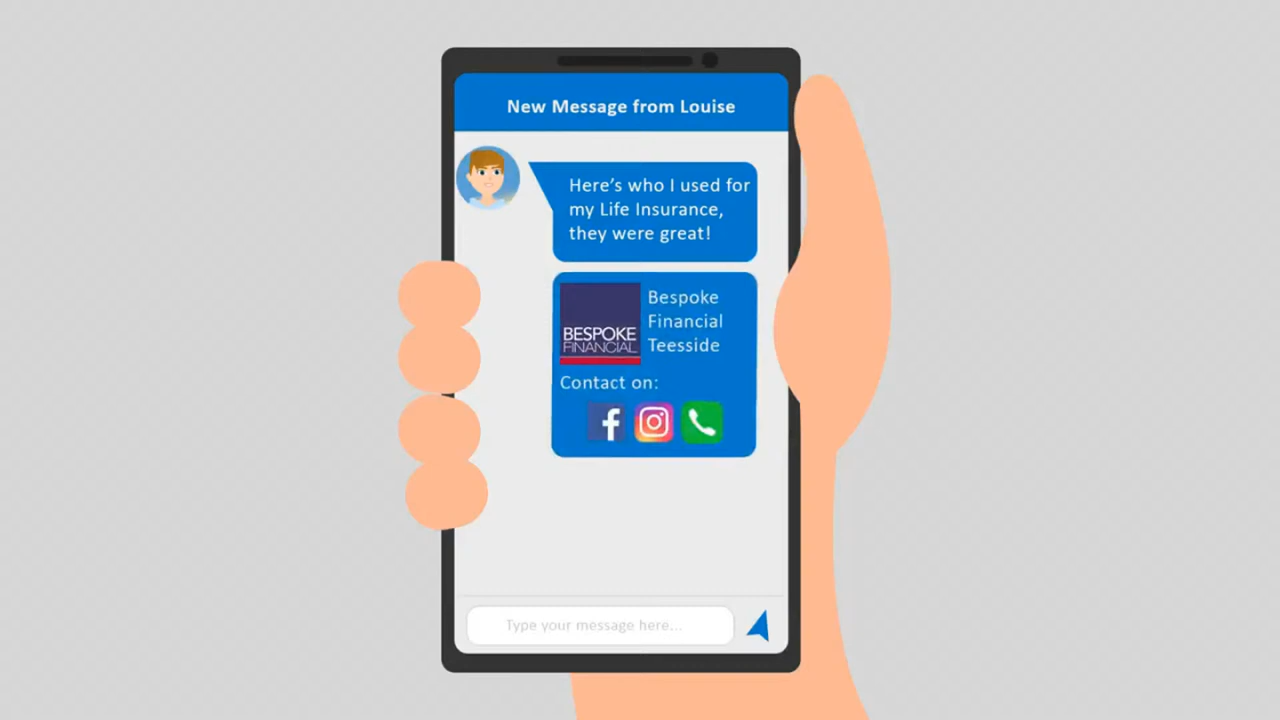 New Message from Louise
Here's who I used for
my Life Insurance,
they were great!
BESPOKE
FINANCIAL
Bespoke
Financial
Teesside
Contact on:
Type your message here...